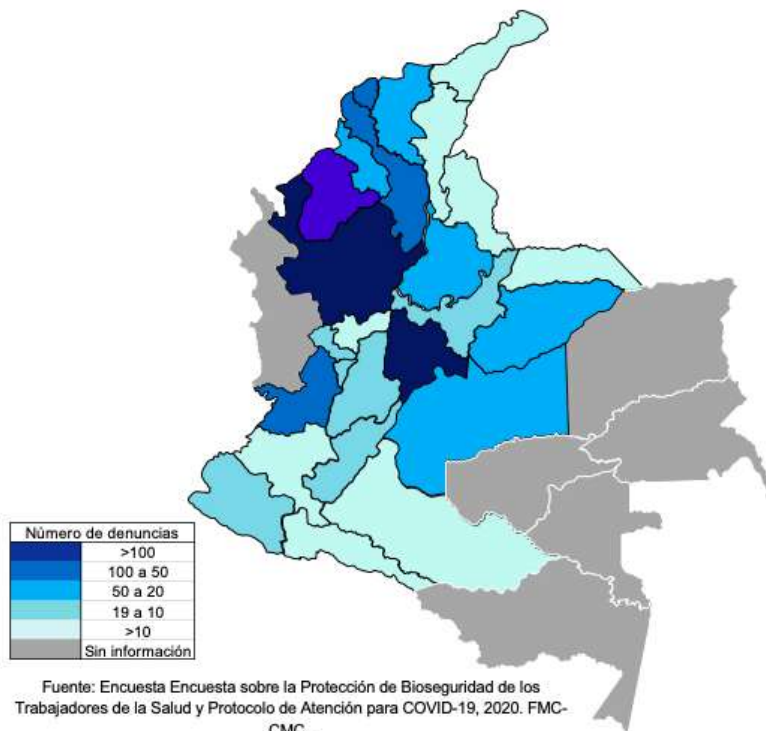 Número de denuncias
>100
100 a 50
50 a 20
19 a 10
>10
Sin información
Fuente: Encuesta Encuesta sobre la Protección de Bioseguridad de los
Trabajadores de la Salud y Protocolo de Atención para COVID-19, 2020. FMC-
CMC